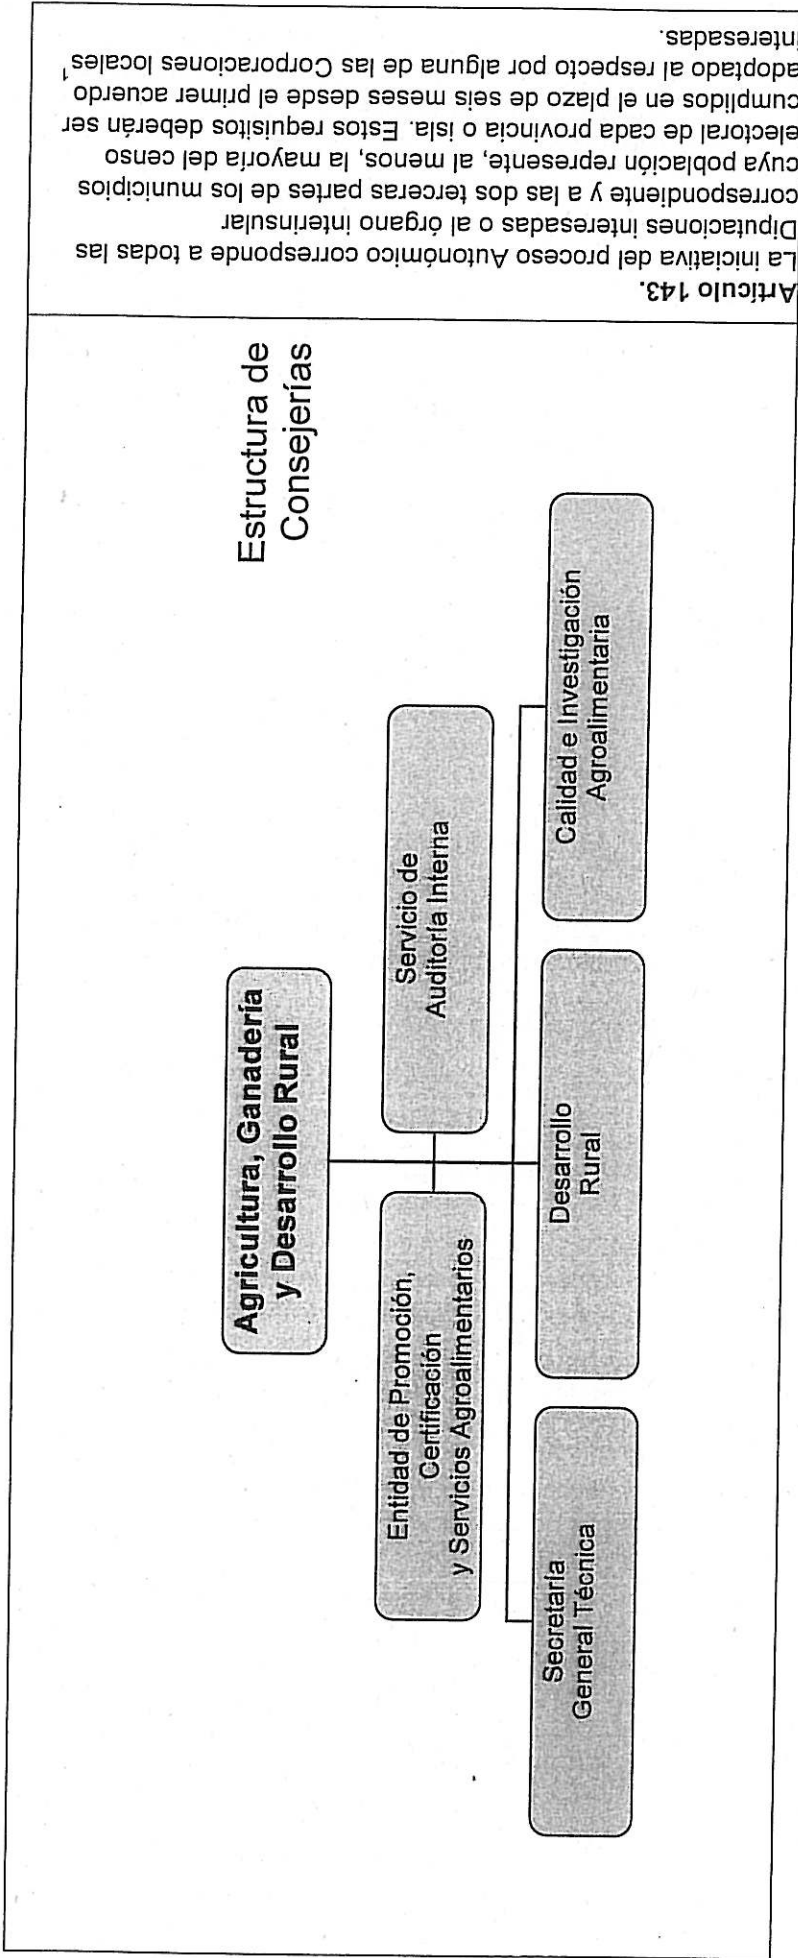 Artículo 143.
La iniciativa del proceso Autonómico corresponde a todas las
Diputaciones interesadas o al órgano interinsular
correspondiente y a las dos terceras partes de los municipios
cuya población represente, al menos, la mayoría del censo
electoral de cada provincia o isla. Estos requisitos deberán ser
cumplidos en el plazo de seis meses desde el primer acuerdo
adoptado al respecto por alguna de las Corporaciones locales¹
interesadas.
Estructura de
Consejerías
Agricultura, Ganadería
y Desarrollo Rural
Entidad de Promoción,
Certificación
y Servicios Agroalimentarios
Servicio de
Auditoría Interna
Secretaría
General Técnica
Desarrollo
Rural
Calidad e Investigación
Agroalimentaria